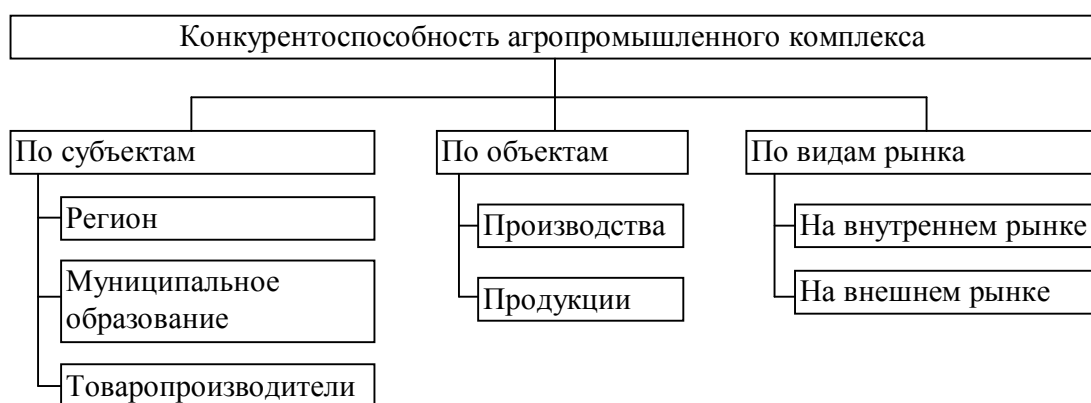 Конкурентоспособность агропромышленного комплекса
По субъектам
Регион
Муниципальное
образование
Товаропроизводители
По объектам
Производства
Продукции
По видам рынка
На внутреннем рынке
На внешнем рынке